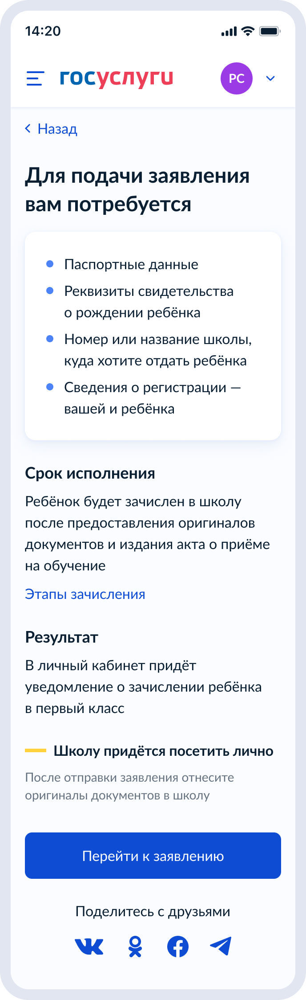 14:20
госуслуги
РС
Назад
Для подачи заявления
вам потребуется
Паспортные данные
Реквизиты свидетельства
о рождении ребёнка
Номер или название школы,
куда хотите отдать ребёнка
Сведения о регистрации —
вашей и ребёнка
Срок исполнения
Ребёнок будет зачислен в школу
после предоставления оригиналов
документов и издания акта о приёме
на обучение
Этапы зачисления
Результат
В личный кабинет придёт
уведомление о зачислении ребёнка
в первый класс
Школу придётся посетить лично
После отправки заявления отнесите
оригиналы документов в школу
Перейти к заявлению
Поделитесь с друзьями